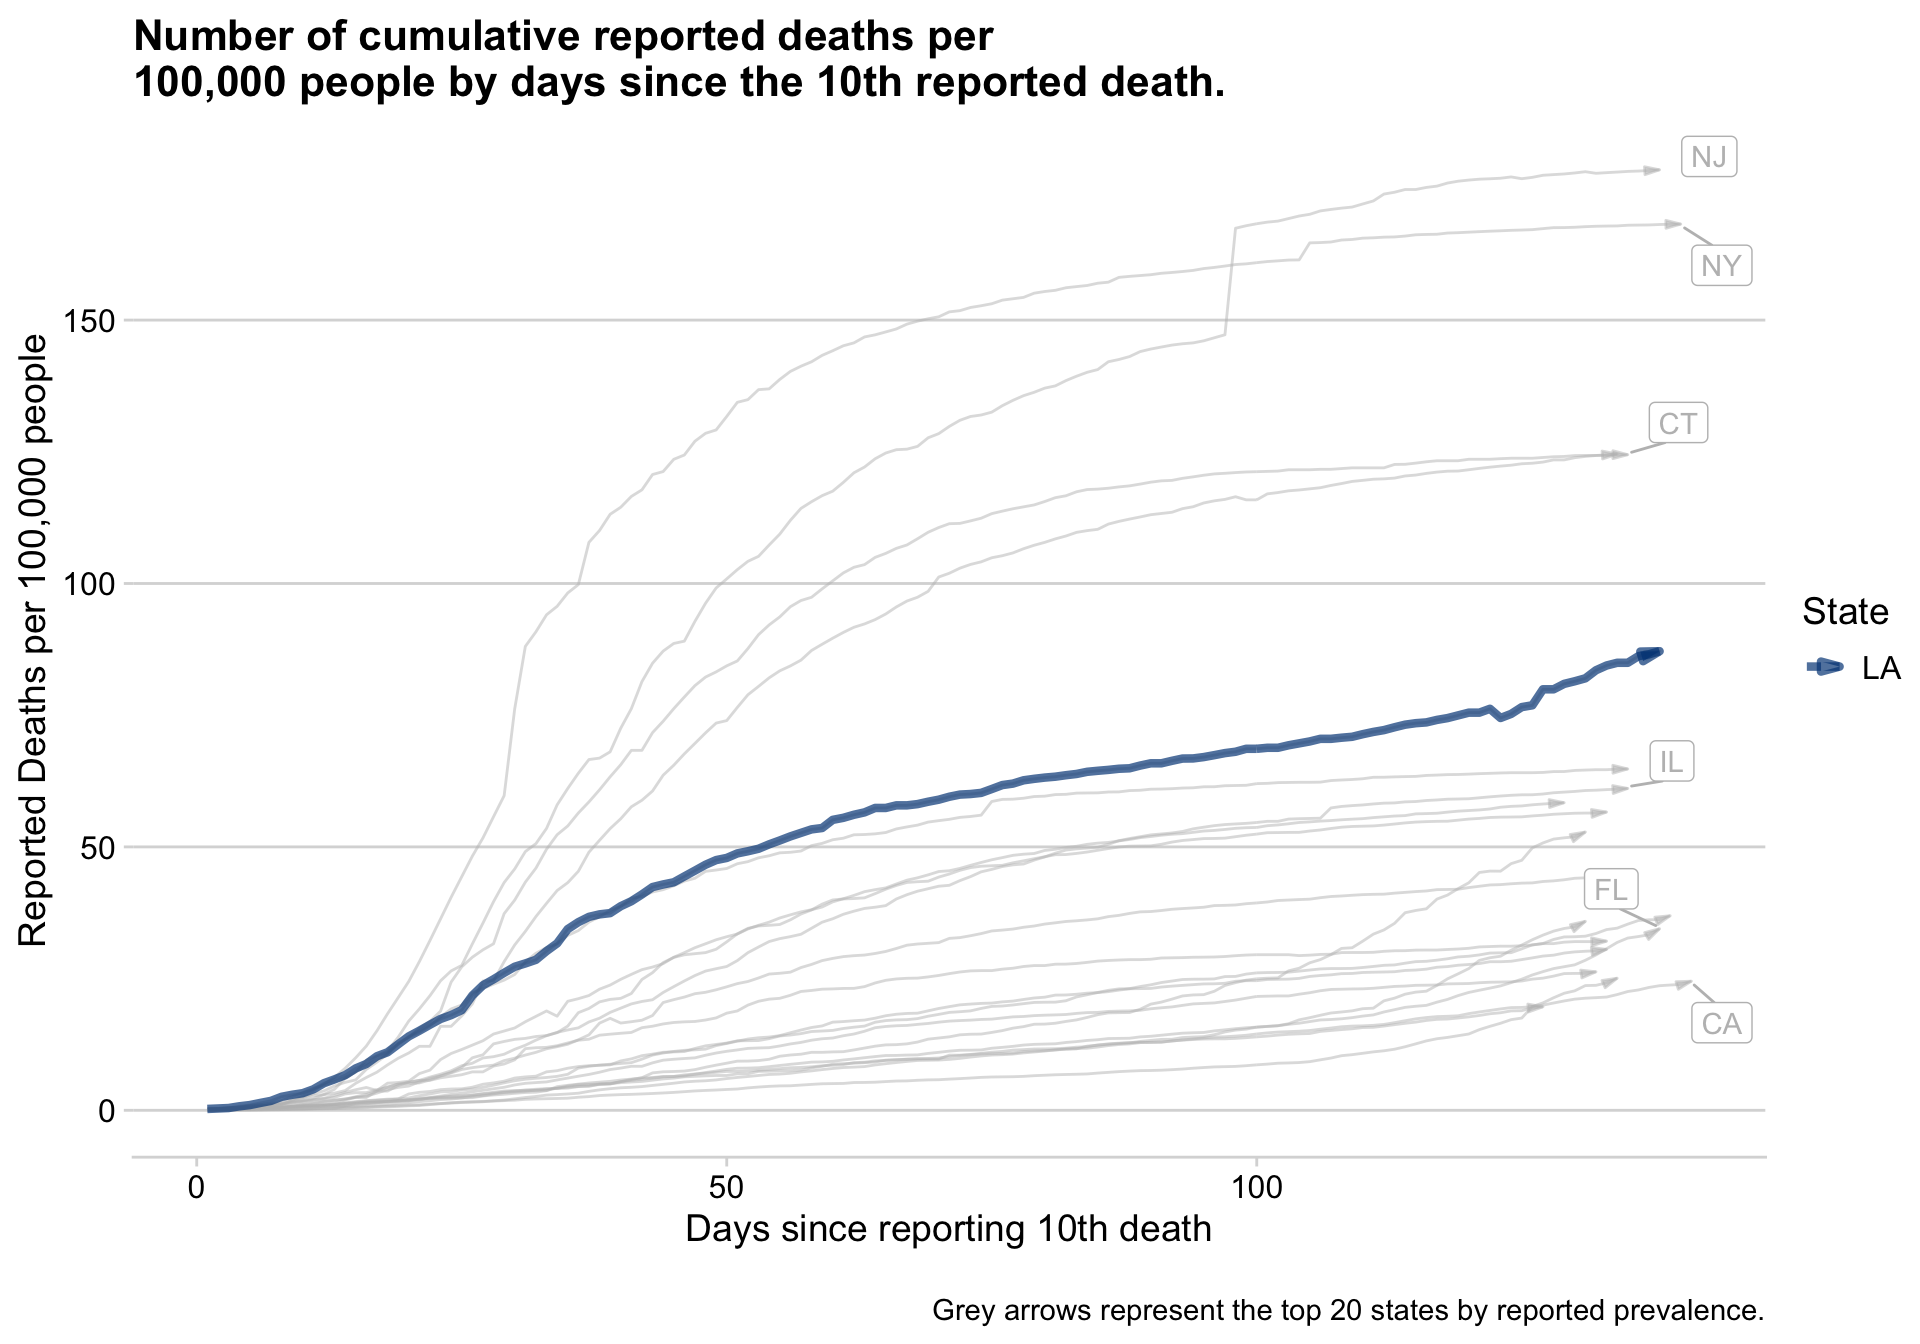 Number of cumulative reported deaths per
100,000 people by days since the 10th reported death.
NJ
NY
150
CT
100
State
LA
IL
50
FL
CA
0
Reported Deaths per 100,000 people
0 50 100
Days since reporting 10th death
Grey arrows represent the top 20 states by reported prevalence.